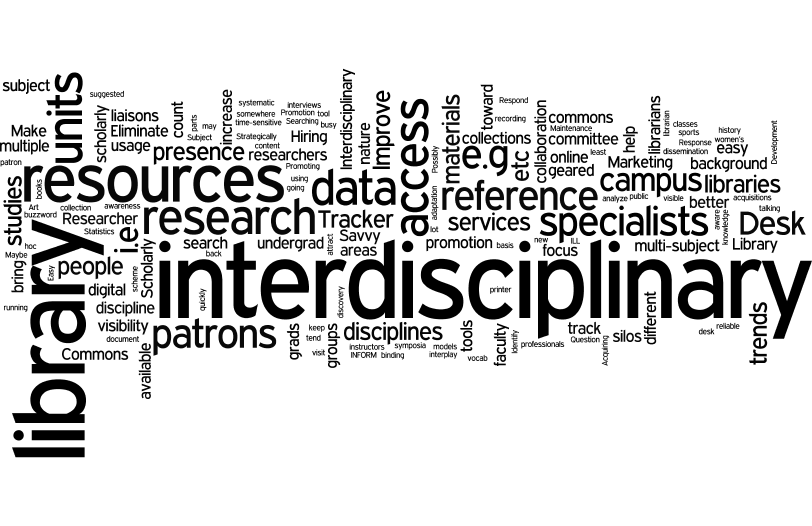 subject
units
suggested
scholarly
liaisons
count
parts
may
increase
systematic
somewhere
time-sensitive
interviews
Promotion tool
Searching busy
Interdisciplinary
nature
Improve
access
materials
toward
Respond
recording
collaboration
commons
Maintenance
committee
help
librarians
librarian
classes
sports
history
women's
Response
easy
dissemination
Development
Make
multiple
Eliminate
usage
Subject
Strategically
content
Hiring
patron
presence
researchers
Promoting
using
going
Possibly
collections
e.g
etc
online
geared
least
Marketing
background
studies
books
resources
data
adaptation
reference
campus
libraries
analyze
public
visible
better
acquisitions
talking
Art
buzzword
collection
awareness
Researcher
Statistics
research
Tracker
lot
services
specialists
aware
knowledge
Desk
hoc
Maybe
bring
Easy
people
i.e
Scholarly
scheme
search
back
undergrad
attract
Savvy
areas
promotion
basis
new
ILL
focus
multi-subject
Library
library
digital
discipline
quickly
interdisciplinary
printer
discovery
running
visibility
document
Commons
available
patrons
grads
keep
tend
visit
groups
disciplines
instructors
symposia
INFORM
binding
models
interplay
tools
vocab
faculty
Identify
professionals
track
Question
Acquiring
silos
different
desk
reliable
trends